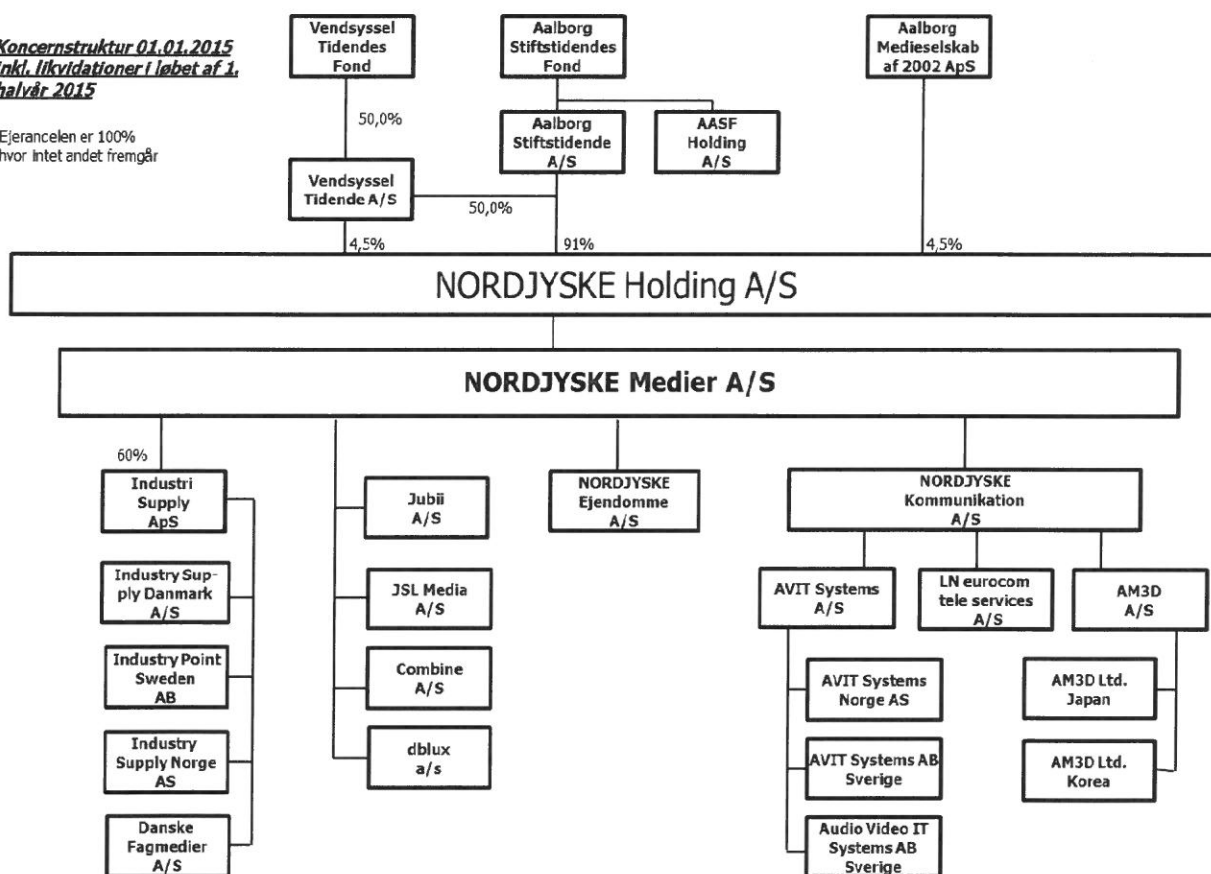 Koncernstruktur 01.01.2015
inkl. likvidationer i løbet af 1.
halvår 2015
Ejerancelen er 100%
hvor intet andet fremgår
Vendsyssel
Tidendes
Fond
Aalborg
Stiftstidendes
Fond
Aalborg
Medieselskab
af 2002 ApS
50,0%
Aalborg
Stiftstidende
A/S
AASF
Holding
A/S
Vendsyssel
Tidende A/S
50,0%
4,5%
91%
4,5%
NORDJYSKE Holding A/S
NORDJYSKE Medier A/S
60%
Industri
Supply
ApS
Industry Sup-
ply Danmark
A/S
Industry Point
Sweden
AB
Industry
Supply Norge
AS
Danske
Fagmedier
A/S
Jubii
A/S
JSL Media
A/S
Combine
A/S
dblux
a/s
NORDJYSKE
Ejendomme
A/S
NORDJYSKE
Kommunikation
A/S
AVIT Systems
A/S
LN eurocom
tele services
A/S
AM3D
A/S
AVIT Systems
Norge AS
AVIT Systems AB
Sverige
Audio Video IT
Systems AB
Sverige
AM3D Ltd.
Japan
AM3D Ltd.
Korea